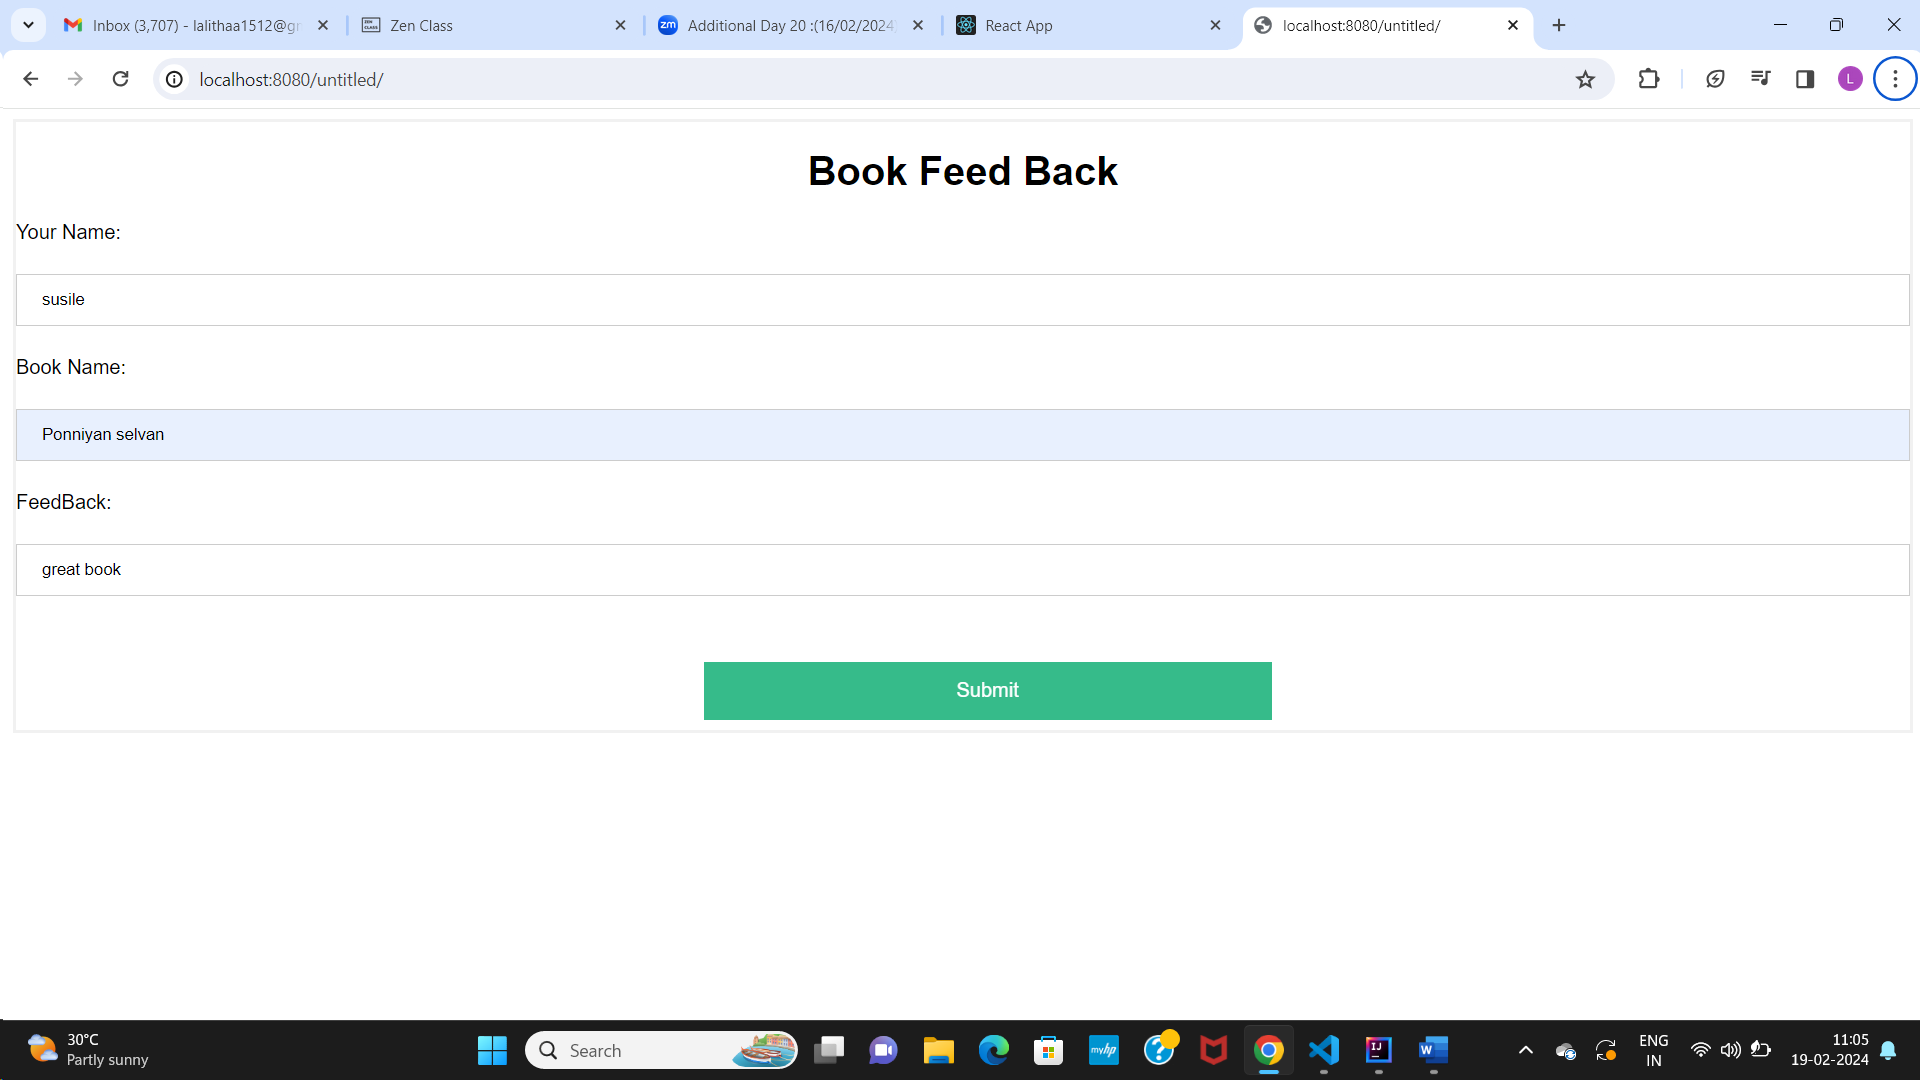 Inbox (3,707) - lalithaa1512@gr
Zen Class
Additional Day 20 :(16/02/2024)
React App
localhost:8080/untitled/
localhost:8080/untitled/
L
Book Feed Back
Your Name:
susile
Book Name:
Ponniyan selvan
FeedBack:
great book
Submit
30°C
Partly sunny
Search
ENG
IN
11:05
19-02-2024